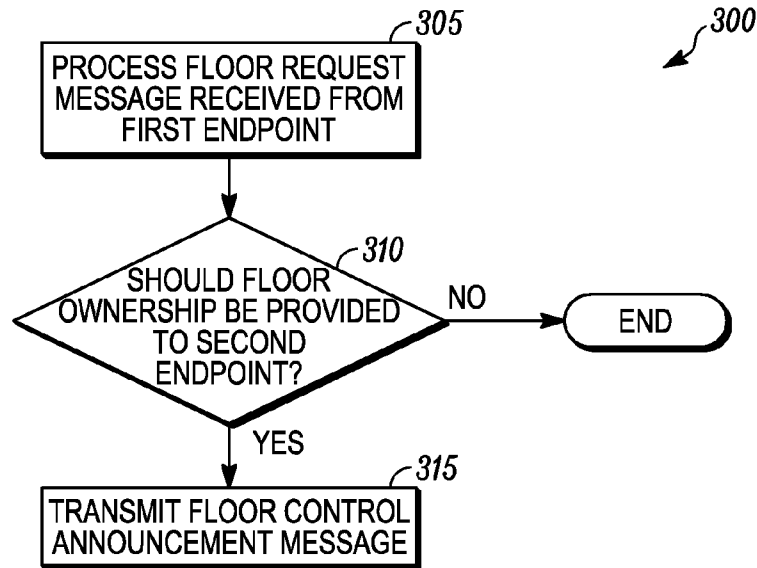 305
300
PROCESS FLOOR REQUEST
MESSAGE RECEIVED FROM
FIRST ENDPOINT
310
SHOULD FLOOR
OWNERSHIP BE PROVIDED
TO SECOND
ENDPOINT?
NO
END
YES
315
TRANSMIT FLOOR CONTROL
ANNOUNCEMENT MESSAGE